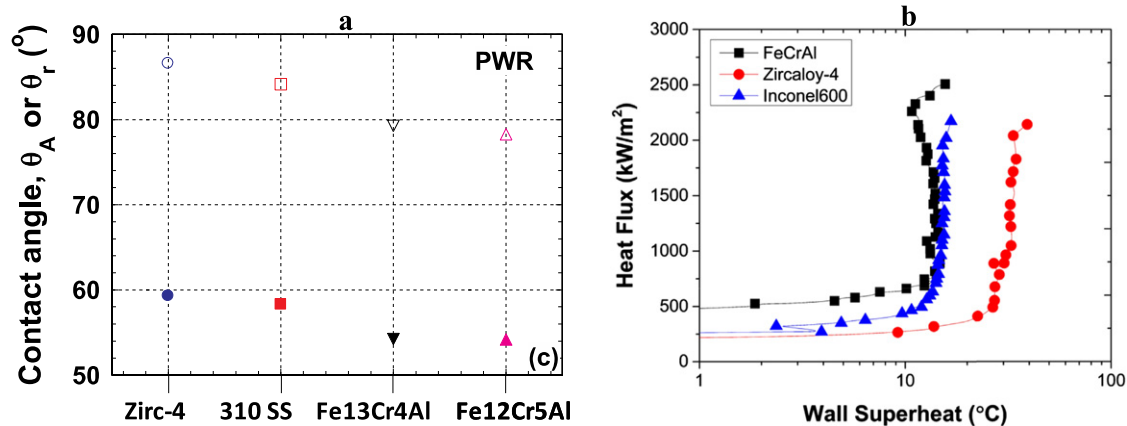 a
Contact angle, θA or θr (o)
90
80
70
60
50
PWR
(c)
Zirc-4
310 SS
Fe13Cr4Al
Fe12Cr5Al
b
Heat Flux (kW/m²)
3000
2500
2000
1500
1000
500
0
FeCrAl
Zircaloy-4
Inconel600
1
10
100
Wall Superheat (°C)